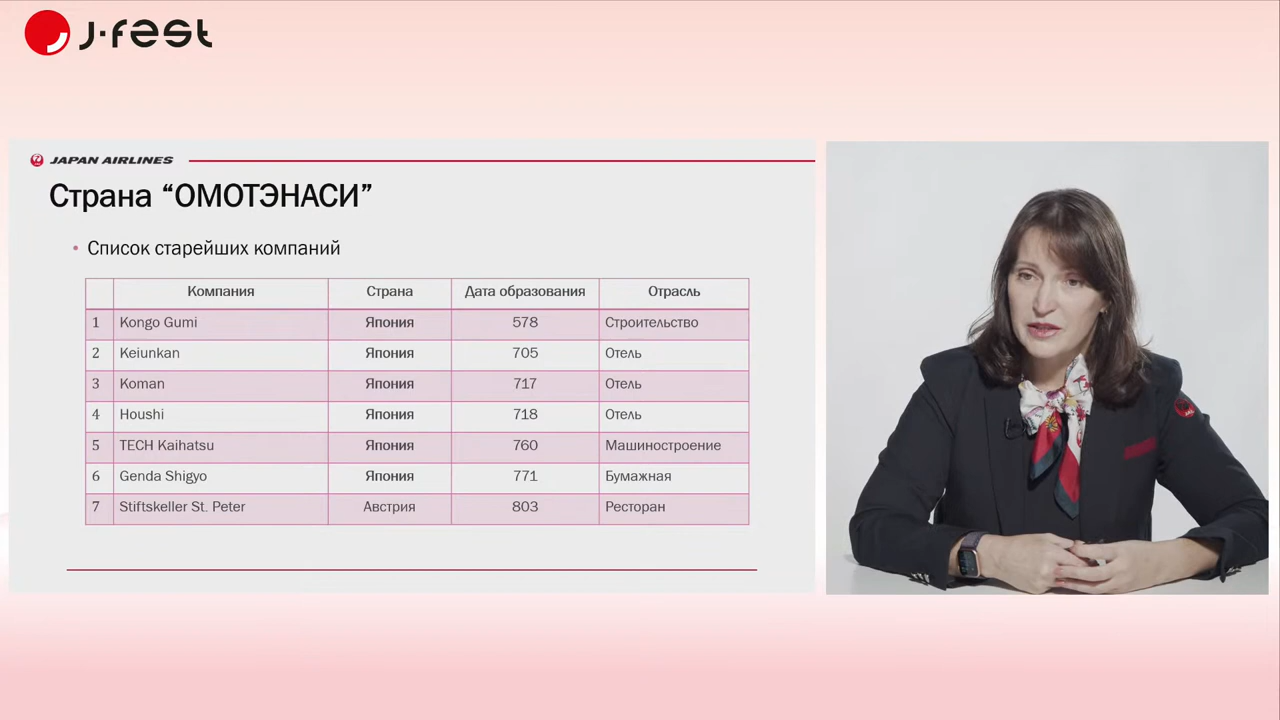 J-fest
JAPAN AIRLINES
Страна “ОМОТЭНАСИ”
• Список старейших компаний
Компания Страна Дата образования Отрасль
1 Kongo Gumi Япония 578 Строительство
2 Keiunkan Япония 705 Отель
3 Koman Япония 717 Отель
4 Houshi Япония 718 Отель
5 TECH Kaihatsu Япония 760 Машиностроение
6 Genda Shigyo Япония 771 Бумажная
7 Stiftskeller St. Peter Австрия 803 Ресторан